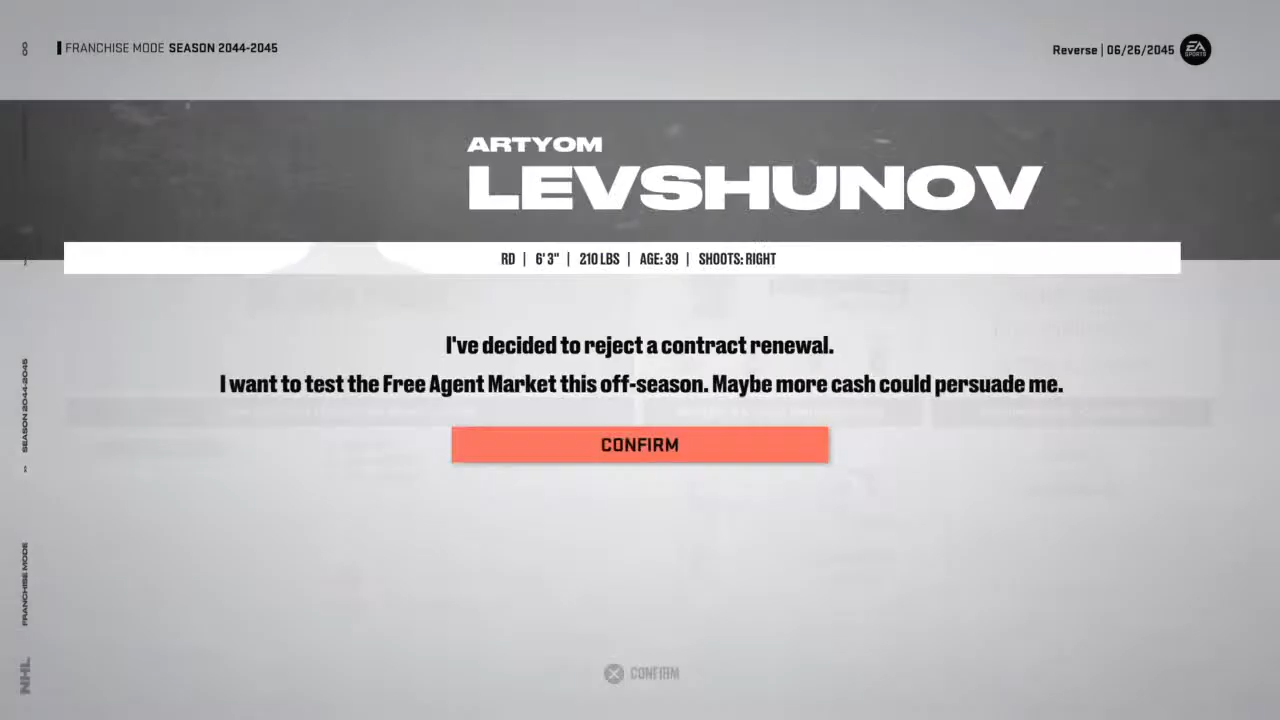 FRANCHISE MODE SEASON 2044-2045
Reverse | 06/26/2045
EA SPORTS
ARTYOM
LEVSHUNOV
RD | 6'3" | 210 LBS | AGE: 39 | SHOOTS: RIGHT
I've decided to reject a contract renewal.
I want to test the Free Agent Market this off-season. Maybe more cash could persuade me.
CONFIRM
CONFIRM
NHL FRANCHISE MODE » SEASON 2044-2045